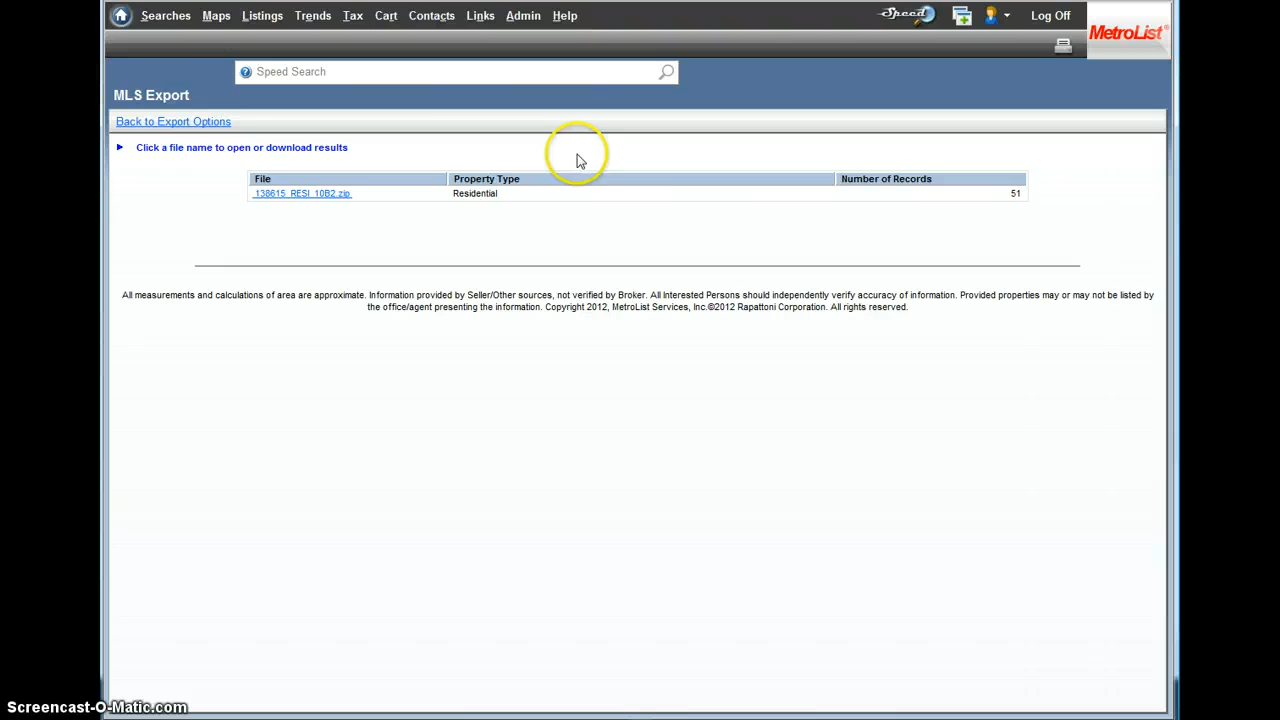 Searches Maps Listings Trends Tax Cart Contacts Links Admin Help Speed Log Off
MetroList®
Speed Search
MLS Export
Back to Export Options
Click a file name to open or download results
File Property Type Number of Records
138615_RESI_10B2.zip Residential 51
All measurements and calculations of area are approximate. Information provided by Seller/Other sources, not verified by Broker. All Interested Persons should independently verify accuracy of information. Provided properties may or may not be listed by
the office/agent presenting the information. Copyright 2012, MetroList Services, Inc.©2012 Rapattoni Corporation. All rights reserved.
Screencast-O-Matic.com